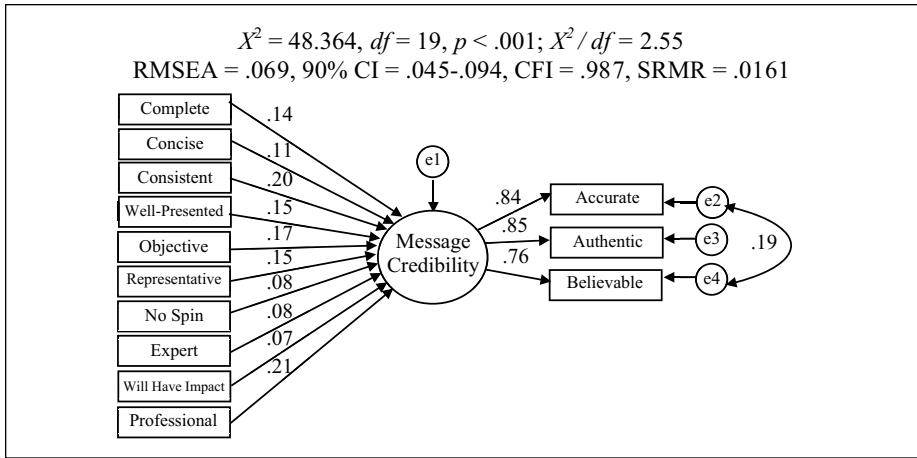 X² = 48.364, df = 19, p < .001; X² / df = 2.55
RMSEA = .069, 90% CI = .045-.094, CFI = .987, SRMR = .0161
Complete
.14
Concise
.11
Consistent
.20
Well-Presented
.15
Objective
.17
Representative
.15
No Spin
.08
Expert
.08
Will Have Impact
.07
Professional
.21
e1
Message
Credibility
.84
Accurate
e2
.85
Authentic
e3
.19
.76
Believable
e4